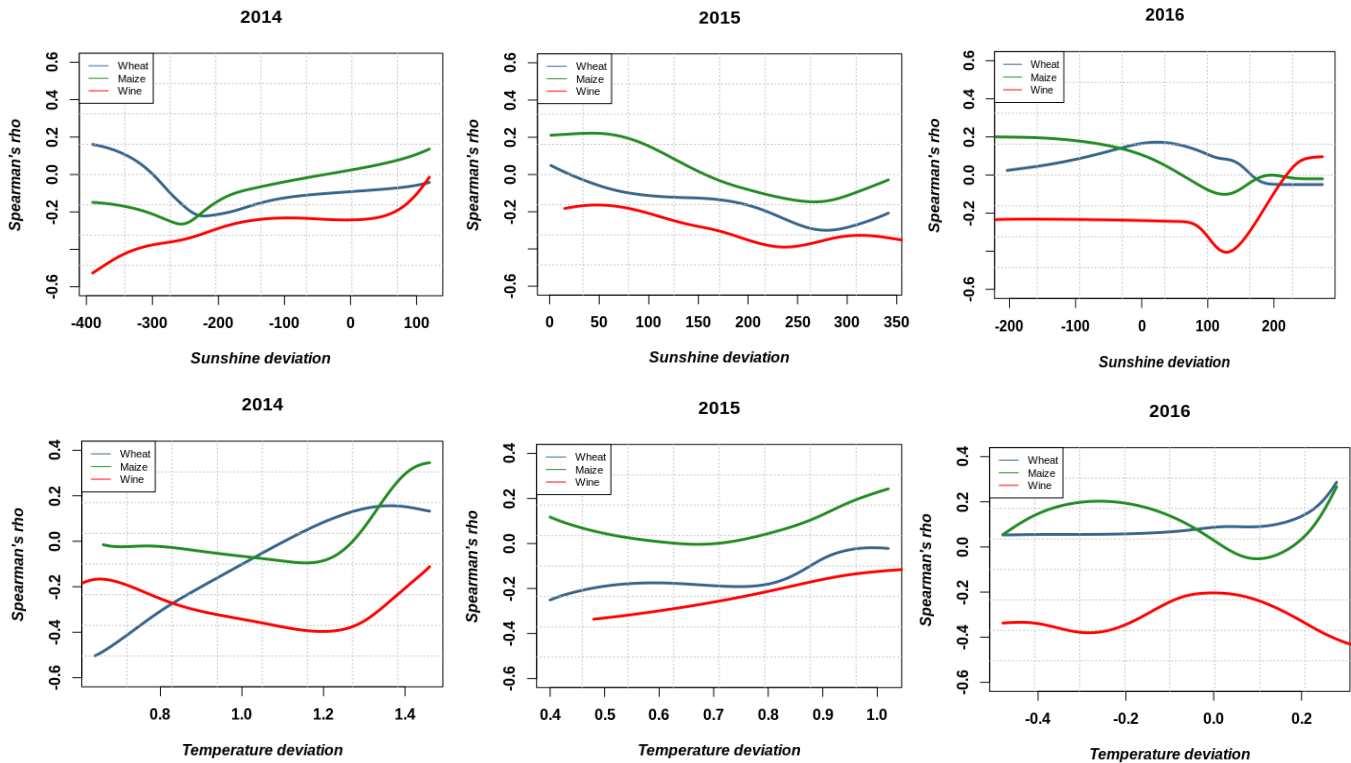 2014
Wheat
Maize
Wine
Spearman's rho
0.6
0.4
0.2
0.0
-0.2
-0.6
-400 -300 -200 -100 0 100
Sunshine deviation
2015
Wheat
Maize
Wine
Spearman's rho
0.6
0.4
0.2
0.0
-0.2
-0.6
0 50 100 150 200 250 300 350
Sunshine deviation
2016
Wheat
Maize
Wine
Spearman's rho
0.6
0.4
0.2
0.0
-0.2
-0.6
-200 -100 0 100 200
Sunshine deviation
2014
Wheat
Maize
Wine
Spearman's rho
0.4
0.2
0.0
-0.2
-0.4
-0.6
0.8 1.0 1.2 1.4
Temperature deviation
2015
Wheat
Maize
Wine
Spearman's rho
0.4
0.2
0.0
-0.2
-0.4
-0.6
0.4 0.5 0.6 0.7 0.8 0.9 1.0
Temperature deviation
2016
Wheat
Maize
Wine
Spearman's rho
0.4
0.2
0.0
-0.2
-0.4
-0.6
-0.4 -0.2 0.0 0.2
Temperature deviation